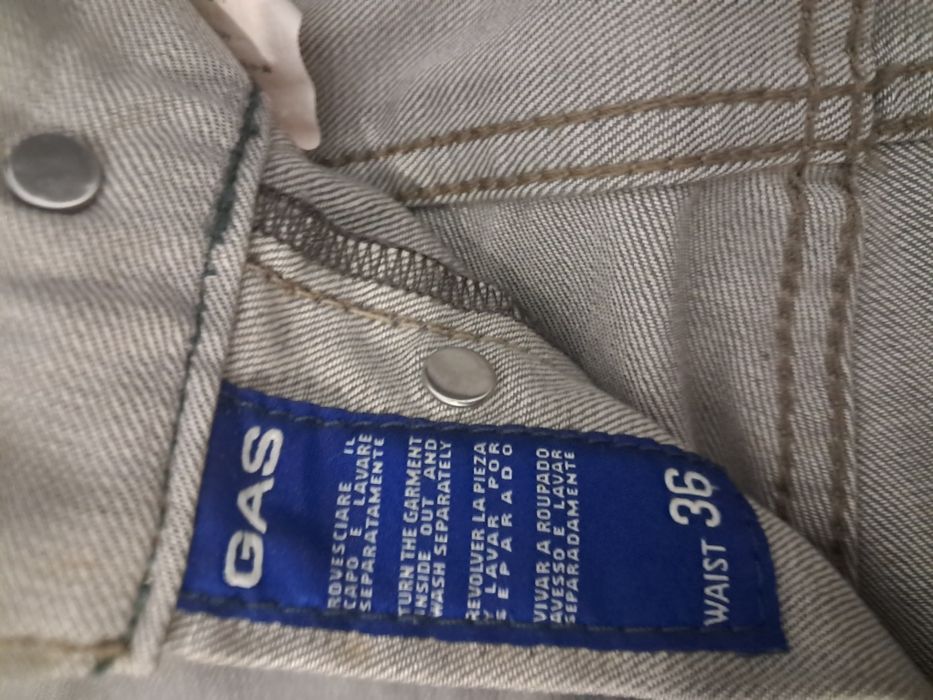 GAS
ROVESCIARE IL
CAPO E LAVARE
SEPARATAMENTE
TURN THE GARMENT
INSIDE OUT AND
WASH SEPARATELY
REVOLVER LA PIEZA
Y LAVAR POR
SEPARADO
VIVAR A ROUPADO
AVESSO E LAVAR
SEPARADAMENTE
WAIST 36